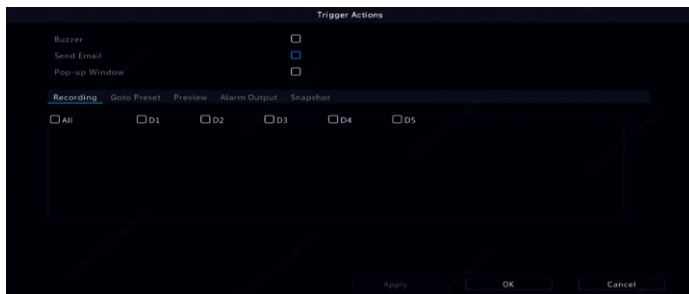 Trigger Actions
Buzzer
Send Email
Pop-up Window
Recording Goto Preset Preview Alarm Output Snapshot
All D1 D2 D3 D4 D5
Apply OK Cancel